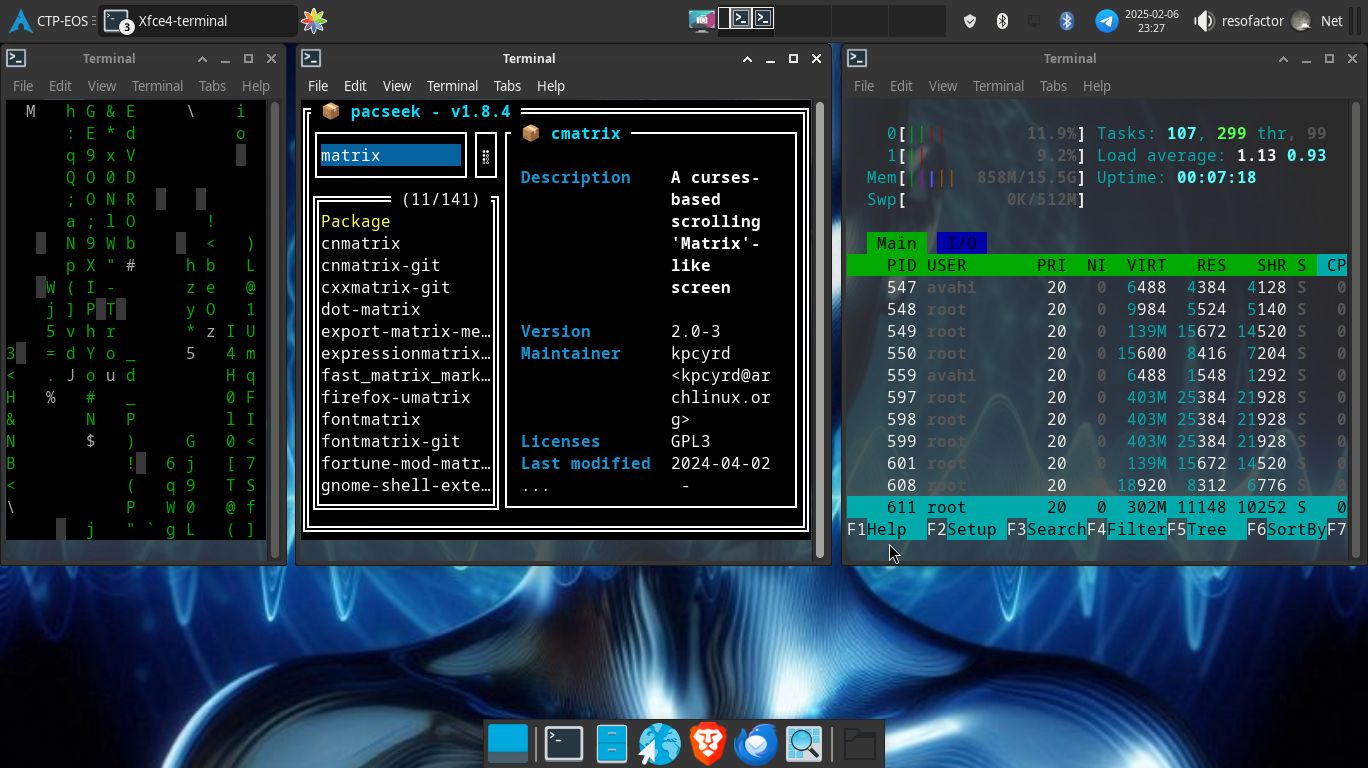 CTP-EOS
3
Xfce4-terminal
2025-02-06
23:27
resofactor
Net
Terminal
File Edit View Terminal Tabs Help
M h G & E \ i
: E * d o
q 9 x V
Q O 0 D
; O N R
a ; l O !
N 9 W b < )
p X " # h b L
W ( I - z e @
j ] P T y O 1
5 v h r * z I U
3 = d Y o _ 5 4 m
< . J o u d H q
H % # _ 0 F
& N P l I
N $ ) G 0 <
B ! 6 j [ 7
< ( q 9 T S
\ P W 0 @ f
j " ` g L ( ]
Terminal
File Edit View Terminal Tabs Help
pacseek - v1.8.4
matrix
(11/141)
Package
cnmatrix
cnmatrix-git
cxxmatrix-git
dot-matrix
export-matrix-me…
expressionmatrix…
fast_matrix_mark…
firefox-umatrix
fontmatrix
fontmatrix-git
fortune-mod-matr…
gnome-shell-exte…
cmatrix
Description A curses-
based
scrolling
'Matrix'-
like
screen
Version 2.0-3
Maintainer kpcyrd
<kpcyrd@ar
chlinux.or
g>
Licenses GPL3
Last modified 2024-04-02
... -
Terminal
File Edit View Terminal Tabs Help
0[|||| 11.9%] Tasks: 107, 299 thr, 99
1[|| 9.2%] Load average: 1.13 0.93
Mem[||||| 858M/15.5G] Uptime: 00:07:18
Swp[ 0K/512M]
Main I/O
PID USER PRI NI VIRT RES SHR S CP
547 avahi 20 0 6488 4384 4128 S 0
548 root 20 0 9984 5524 5140 S 0
549 root 20 0 139M 15672 14520 S 0
550 root 20 0 15600 8416 7204 S 0
559 avahi 20 0 6488 1548 1292 S 0
597 root 20 0 403M 25384 21928 S 0
598 root 20 0 403M 25384 21928 S 0
599 root 20 0 403M 25384 21928 S 0
601 root 20 0 139M 15672 14520 S 0
608 root 20 0 18920 8312 6776 S 0
611 root 20 0 302M 11148 10252 S 0
F1Help F2Setup F3SearchF4FilterF5Tree F6SortByF7